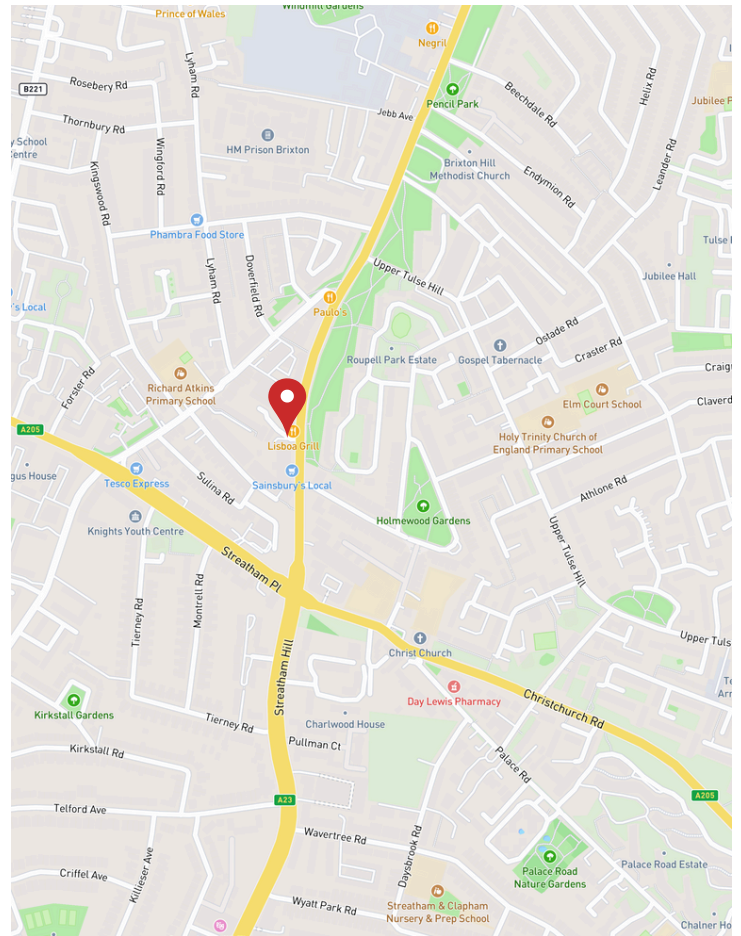 Windmill Gardens
Prince of Wales
Negril
B221
Rosebery Rd
Lyham Rd
Helix Rd
Pencil Park
Beechdale Rd
Jubilee P
Jebb Ave
Thornbury Rd
Wingford Rd
HM Prison Brixton
Brixton Hill
Methodist Church
Endymion Rd
Leander Rd
y School
Centre
Kingswood Rd
Phambra Food Store
Tulse
Lyham Rd
Doverfield Rd
Upper Tulse Hill
Jubilee Hall
's Local
Paulo's
Ostade Rd
Roupell Park Estate
Gospel Tabernacle
Craster Rd
Craig
Richard Atkins
Primary School
Forster Rd
Elm Court School
Claverd
A205
Lisboa Grill
Holy Trinity Church of
England Primary School
gus House
Tesco Express
Sulina Rd
Sainsbury's Local
Athlone Rd
Holmewood Gardens
Knights Youth Centre
Upper Tulse Hill
Streatham Pl
Montrell Rd
Tierney Rd
Christ Church
Upper Tuls
Streatham Hill
Te
Arr
Day Lewis Pharmacy
Christchurch Rd
Kirkstall Gardens
Tierney Rd
Charlwood House
Pullman Ct
Kirkstall Rd
Palace Rd
A23
A205
Telford Ave
Wavertree Rd
Daysbrook Rd
Killieser Ave
Criffel Ave
Palace Road
Nature Gardens
Palace Road Estate
Streatham & Clapham
Nursery & Prep School
Wyatt Park Rd
Chalner Ho